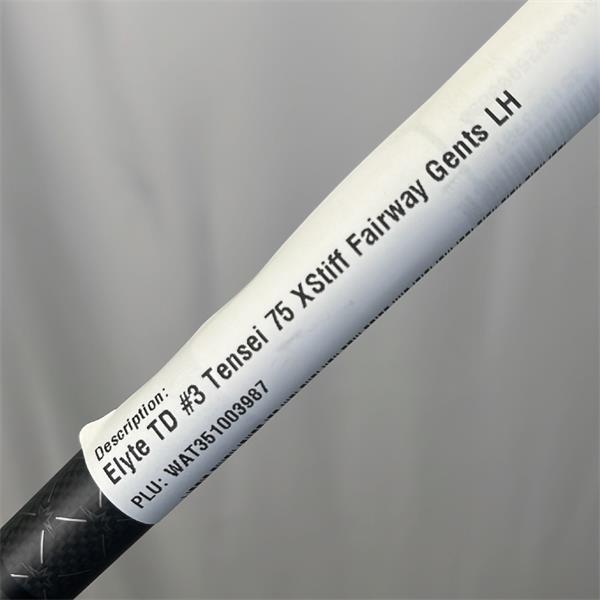 Description:
Elyte TD #3 Tensei 75 XStiff Fairway Gents LH
PLU: WAT351003987